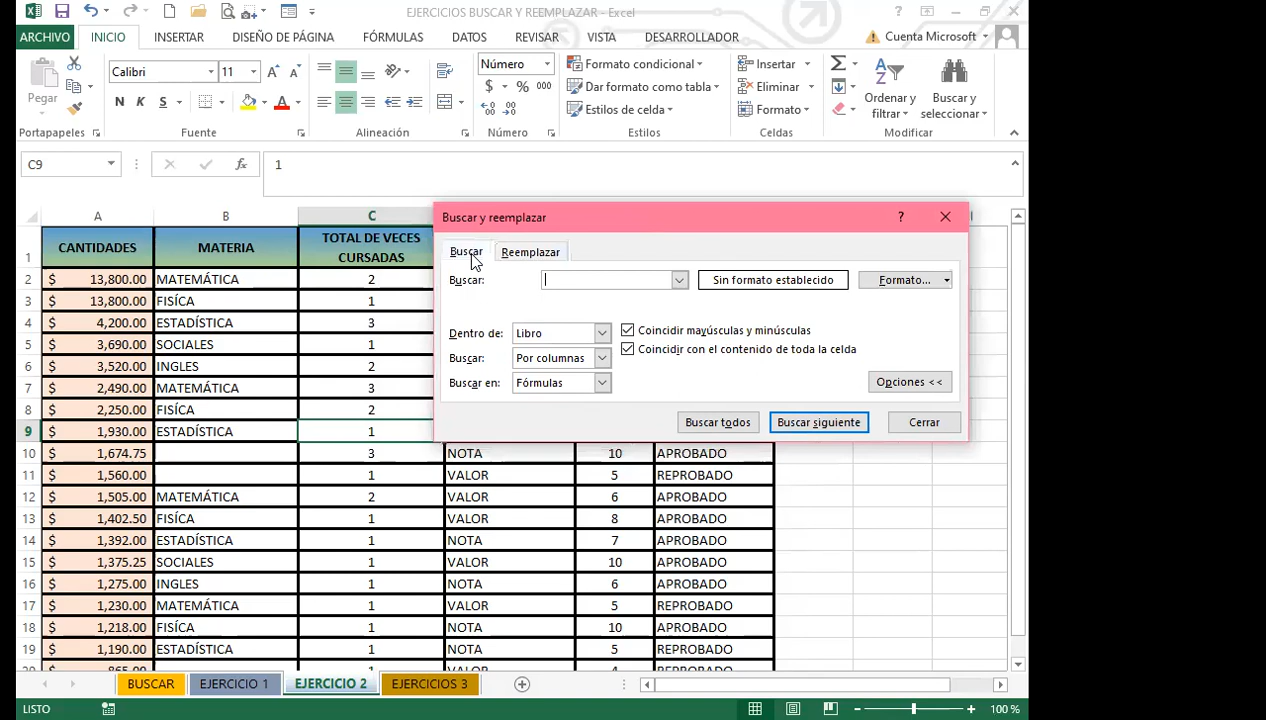 EJERCICIOS BUSCAR Y REEMPLAZAR - Excel
ARCHIVO INICIO INSERTAR DISEÑO DE PÁGINA FÓRMULAS DATOS REVISAR VISTA DESARROLLADOR Cuenta Microsoft
Pegar Calibri 11 Número Formato condicional Insertar
N K S $ % 000 Dar formato como tabla Eliminar Ordenar y filtrar Buscar y seleccionar
Estilos de celda Formato
Portapapeles Fuente Alineación Número Estilos Celdas Modificar
C9 fx 1
A B C
1 CANTIDADES MATERIA TOTAL DE VECES CURSADAS
2 $ 13,800.00 MATEMÁTICA 2
3 $ 13,800.00 FISÍCA 1
4 $ 4,200.00 ESTADÍSTICA 3
5 $ 3,690.00 SOCIALES 1
6 $ 3,520.00 INGLES 2
7 $ 2,490.00 MATEMÁTICA 3
8 $ 2,250.00 FISÍCA 2
9 $ 1,930.00 ESTADÍSTICA 1
10 $ 1,674.75 3 NOTA 10 APROBADO
11 $ 1,560.00 1 VALOR 5 REPROBADO
12 $ 1,505.00 MATEMÁTICA 2 VALOR 6 APROBADO
13 $ 1,402.50 FISÍCA 1 VALOR 8 APROBADO
14 $ 1,392.00 ESTADÍSTICA 1 NOTA 7 APROBADO
15 $ 1,375.25 SOCIALES 1 VALOR 10 APROBADO
16 $ 1,275.00 INGLES 1 NOTA 6 APROBADO
17 $ 1,230.00 MATEMÁTICA 1 VALOR 5 REPROBADO
18 $ 1,218.00 FISÍCA 1 NOTA 10 APROBADO
19 $ 1,190.00 ESTADÍSTICA 1 NOTA 5 REPROBADO
Buscar y reemplazar ?
Buscar Reemplazar
Buscar: Sin formato establecido Formato...
Dentro de: Libro Coincidir mayúsculas y minúsculas
Buscar: Por columnas Coincidir con el contenido de toda la celda
Buscar en: Fórmulas Opciones <<
Buscar todos Buscar siguiente Cerrar
BUSCAR EJERCICIO 1 EJERCICIO 2 EJERCICIOS 3
LISTO 100 %